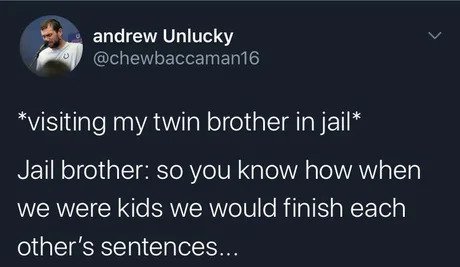 andrew Unlucky
@chewbaccaman16
*visiting my twin brother in jail*
Jail brother: so you know how when
we were kids we would finish each
other’s sentences...